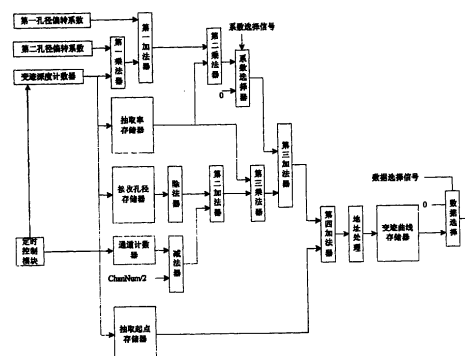 第一孔径偏转系数
第二孔径偏转系数
变迹深度计数器
第一乘法器
第一加法器
第二乘法器
系数选择信号
系数选择器
0
抽取率存储器
接收孔径存储器
除法器
第二加法器
第三乘法器
第三加法器
定时控制模块
通道计数器
减法器
ChanNum/2
抽取起点存储器
第四加法器
地址处理
变迹曲线存储器
数据选择信号
0
数据选择